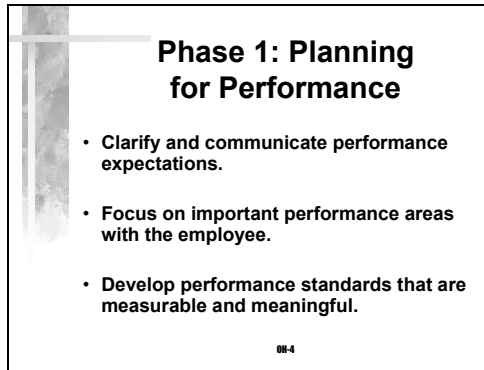 Phase 1: Planning
for Performance
• Clarify and communicate performance
expectations.
• Focus on important performance areas
with the employee.
• Develop performance standards that are
measurable and meaningful.
OH-4